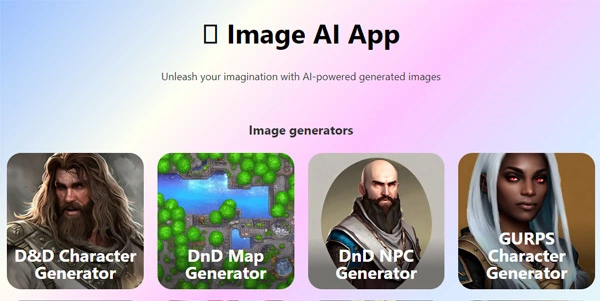 Image AI App
Unleash your imagination with AI-powered generated images
Image generators
D&D Character
Generator
DnD Map
Generator
DnD NPC
Generator
GURPS
Character
Generator